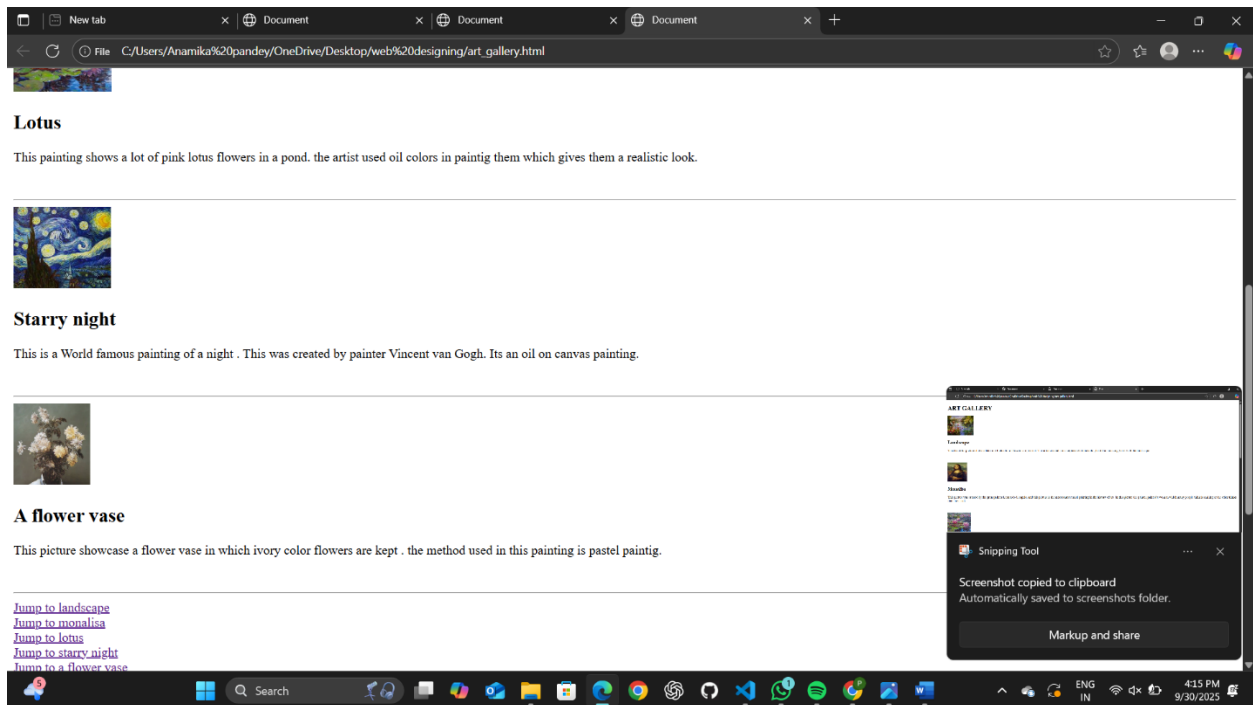 New tab
Document
Document
Document
File C:/Users/Anamika%20pandey/OneDrive/Desktop/web%20designing/art_gallery.html
Lotus
This painting shows a lot of pink lotus flowers in a pond. the artist used oil colors in paintig them which gives them a realistic look.
Starry night
This is a World famous painting of a night . This was created by painter Vincent van Gogh. Its an oil on canvas painting.
A flower vase
This picture showcase a flower vase in which ivory color flowers are kept . the method used in this painting is pastel paintig.
Jump to landscape
Jump to monalisa
Jump to lotus
Jump to starry night
Jump to a flower vase
ART GALLERY
Landscape
Monalisa
Snipping Tool
Screenshot copied to clipboard
Automatically saved to screenshots folder.
Markup and share
5
Search
1
ENG
IN
4:15 PM
9/30/2025